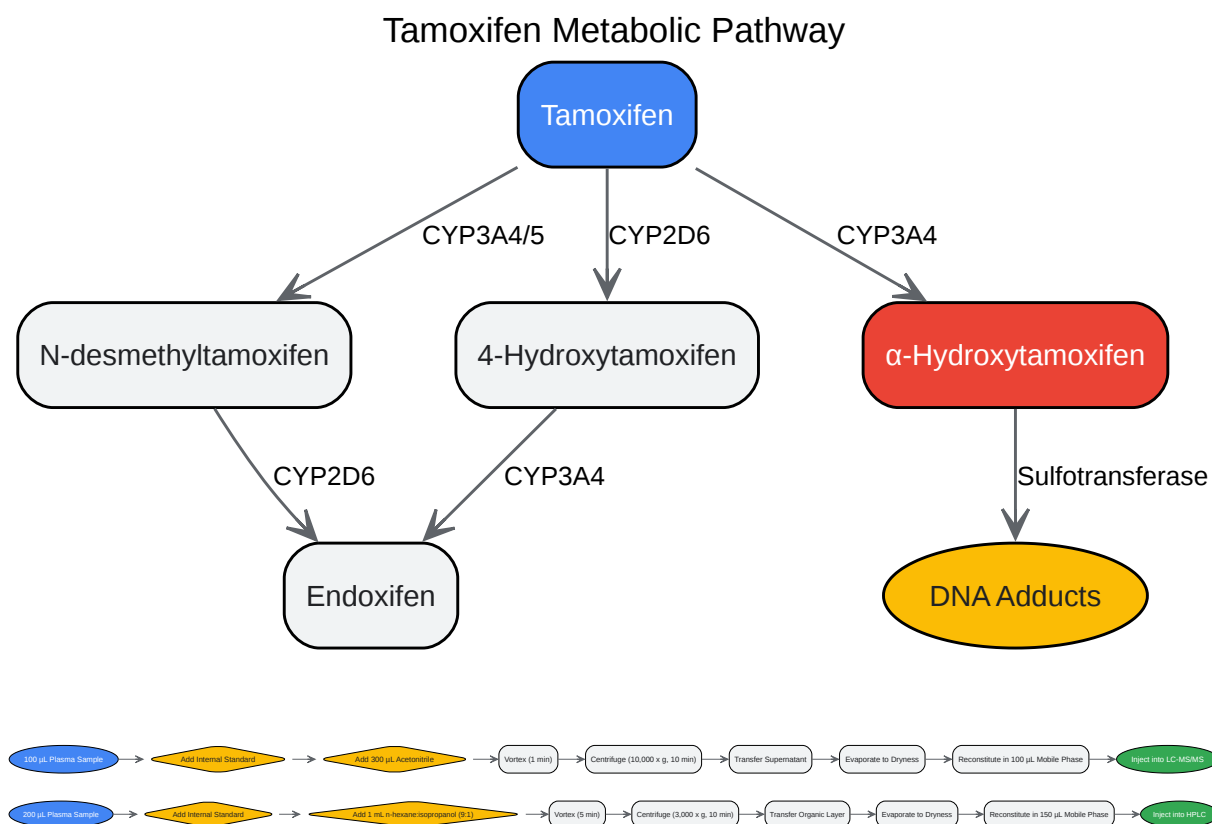 Tamoxifen Metabolic Pathway
Tamoxifen
CYP3A4/5
CYP2D6
CYP3A4
N-desmethyltamoxifen
4-Hydroxytamoxifen
α-Hydroxytamoxifen
CYP2D6
CYP3A4
Sulfotransferase
Endoxifen
DNA Adducts
100 µL Plasma Sample
Add Internal Standard
Add 300 µL Acetonitrile
Vortex (1 min)
Centrifuge (10,000 x g, 10 min)
Transfer Supernatant
Evaporate to Dryness
Reconstitute in 100 µL Mobile Phase
Inject into LC-MS/MS
200 µL Plasma Sample
Add Internal Standard
Add 1 mL n-hexane:isopropanol (9:1)
Vortex (5 min)
Centrifuge (3,000 x g, 10 min)
Transfer Organic Layer
Evaporate to Dryness
Reconstitute in 150 µL Mobile Phase
Inject into HPLC